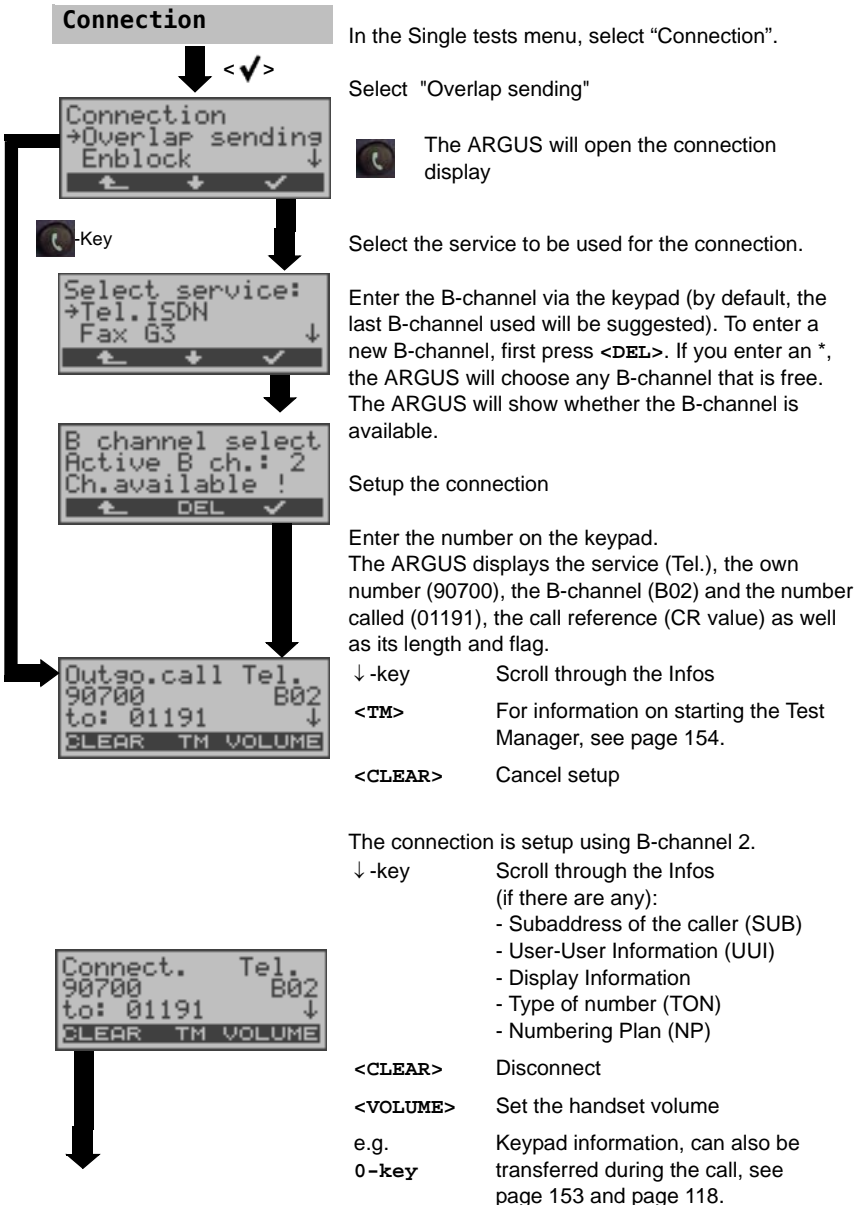 Connection
In the Single tests menu, select “Connection”.
<✓>
Select "Overlap sending"
Connection
→Overlap sending
Enblock ↓
↓ ✓
The ARGUS will open the connection
display
-Key
Select the service to be used for the connection.
Select service:
→Tel.ISDN
Fax G3 ↓
↓ ✓
Enter the B-channel via the keypad (by default, the
last B-channel used will be suggested). To enter a
new B-channel, first press <DEL>. If you enter an *,
the ARGUS will choose any B-channel that is free.
The ARGUS will show whether the B-channel is
available.
B channel select
Active B ch.: 2
Ch.available !
DEL ✓
Setup the connection
Enter the number on the keypad.
The ARGUS displays the service (Tel.), the own
number (90700), the B-channel (B02) and the number
called (01191), the call reference (CR value) as well
as its length and flag.
Outgo.call Tel.
90700 B02
to: 01191 ↓
CLEAR TM VOLUME
↓ -key Scroll through the Infos
<TM> For information on starting the Test
Manager, see page 154.
<CLEAR> Cancel setup
The connection is setup using B-channel 2.
↓ -key Scroll through the Infos
(if there are any):
- Subaddress of the caller (SUB)
- User-User Information (UUI)
- Display Information
- Type of number (TON)
- Numbering Plan (NP)
Connect. Tel.
90700 B02
to: 01191 ↓
CLEAR TM VOLUME
<CLEAR> Disconnect
<VOLUME> Set the handset volume
e.g. Keypad information, can also be
0-key transferred during the call, see
page 153 and page 118.